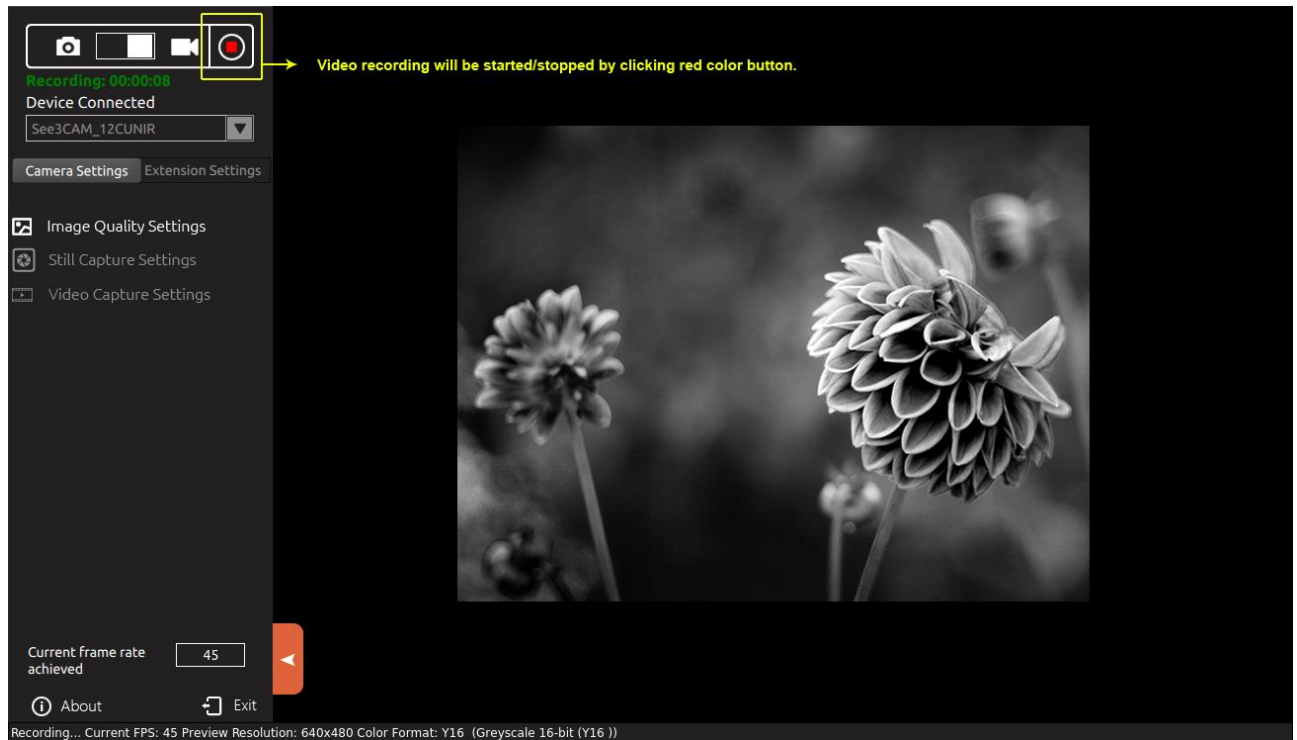 Video recording will be started/stopped by clicking red color button.
Recording: 00:00:08
Device Connected
See3CAM_12CUNIR
Camera Settings Extension Settings
Image Quality Settings
Still Capture Settings
Video Capture Settings
Current frame rate
achieved
45
About
Exit
Recording... Current FPS: 45 Preview Resolution: 640x480 Color Format: Y16 (Greyscale 16-bit (Y16 ))